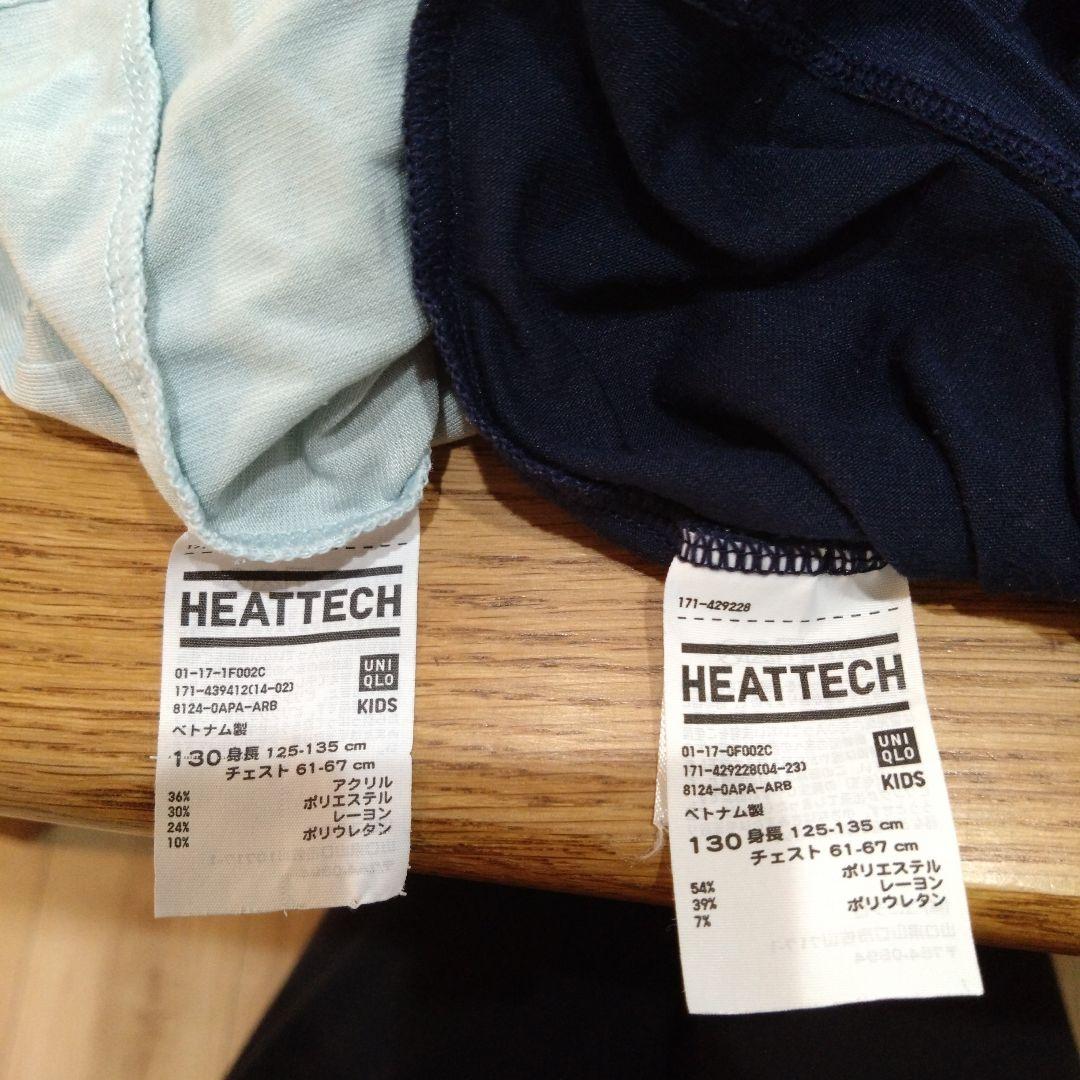 HEATTECH
01-17-1F002C
171-439412(14-02)
8124-0APA-ARB
UNI
QLO
KIDS
ベトナム製
130 身長 125-135 cm
チェスト 61-67 cm
36% アクリル
30% ポリエステル
24% レーヨン
10% ポリウレタン
171-429228
HEATTECH
01-17-0F002C
171-429228(04-23)
8124-0APA-ARB
UNI
QLO
KIDS
ベトナム製
130 身長 125-135 cm
チェスト 61-67 cm
54% ポリエステル
39% レーヨン
7% ポリウレタン